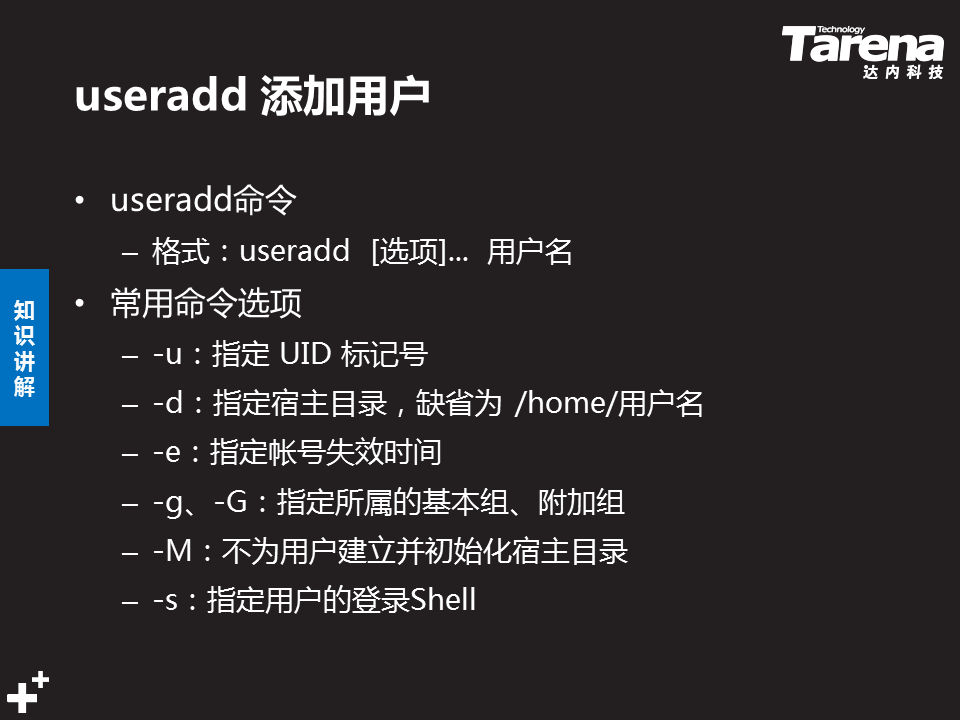 Technology
Tarena
达内科技
useradd 添加用户
• useradd命令
– 格式：useradd [选项]... 用户名
• 常用命令选项
– -u：指定 UID 标记号
– -d：指定宿主目录，缺省为 /home/用户名
– -e：指定帐号失效时间
– -g、-G：指定所属的基本组、附加组
– -M：不为用户建立并初始化宿主目录
– -s：指定用户的登录Shell
知
识
讲
解